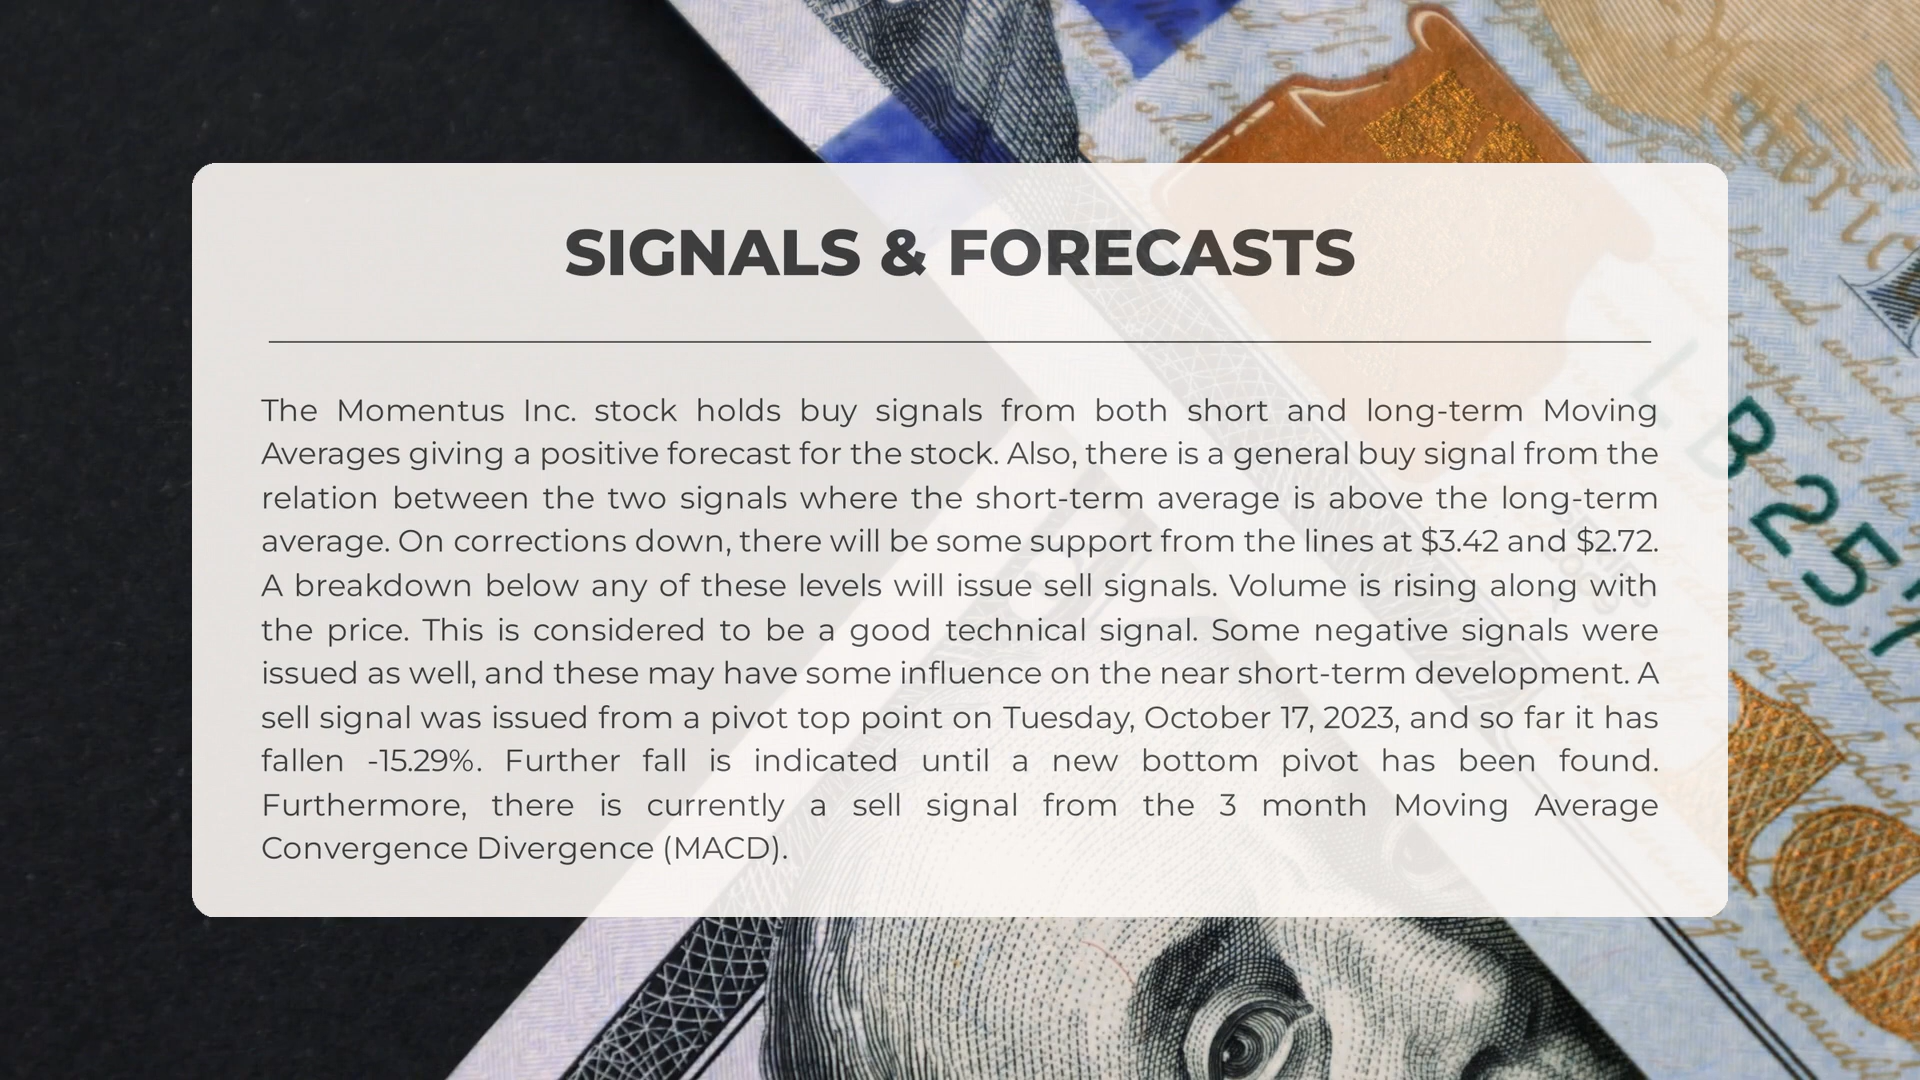 SIGNALS & FORECASTS
The Momentus Inc. stock holds buy signals from both short and long-term Moving
Averages giving a positive forecast for the stock. Also, there is a general buy signal from the
relation between the two signals where the short-term average is above the long-term
average. On corrections down, there will be some support from the lines at $3.42 and $2.72.
A breakdown below any of these levels will issue sell signals. Volume is rising along with
the price. This is considered to be a good technical signal. Some negative signals were
issued as well, and these may have some influence on the near short-term development. A
sell signal was issued from a pivot top point on Tuesday, October 17, 2023, and so far it has
fallen -15.29%. Further fall is indicated until a new bottom pivot has been found.
Furthermore, there is currently a sell signal from the 3 month Moving Average
Convergence Divergence (MACD).